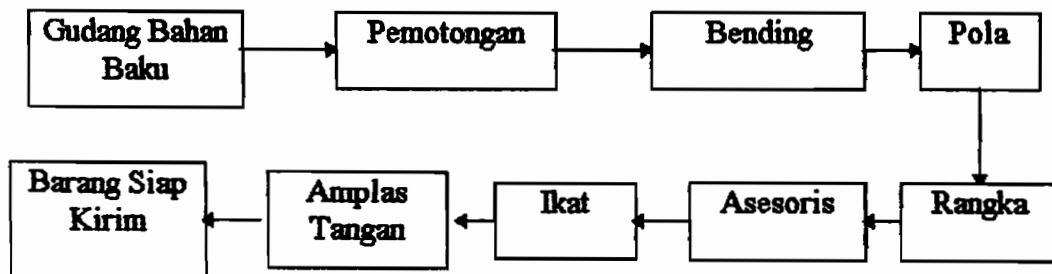 Gudang Bahan
Baku
Pemotongan
Bending
Pola
Rangka
Asesoris
Ikat
Amplas
Tangan
Barang Siap
Kirim